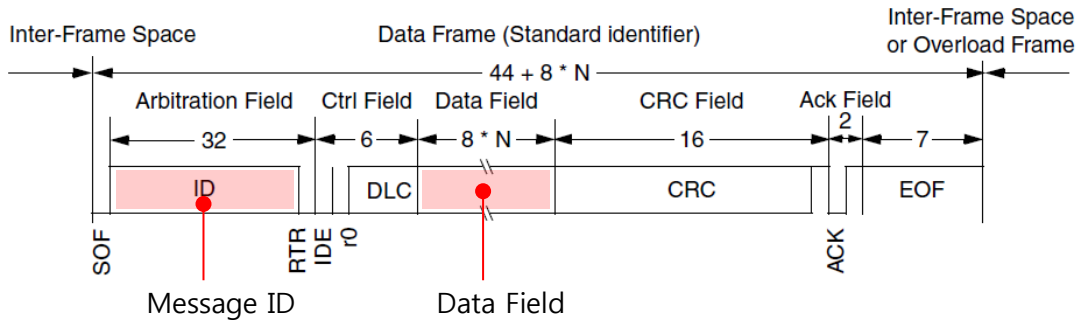 Inter-Frame Space
Data Frame (Standard identifier)
Inter-Frame Space
or Overload Frame
44 + 8 * N
Arbitration Field
Ctrl Field
Data Field
CRC Field
Ack Field
32
6
8 * N
16
2
7
ID
DLC
CRC
EOF
SOF
RTR
IDE
r0
ACK
Message ID
Data Field